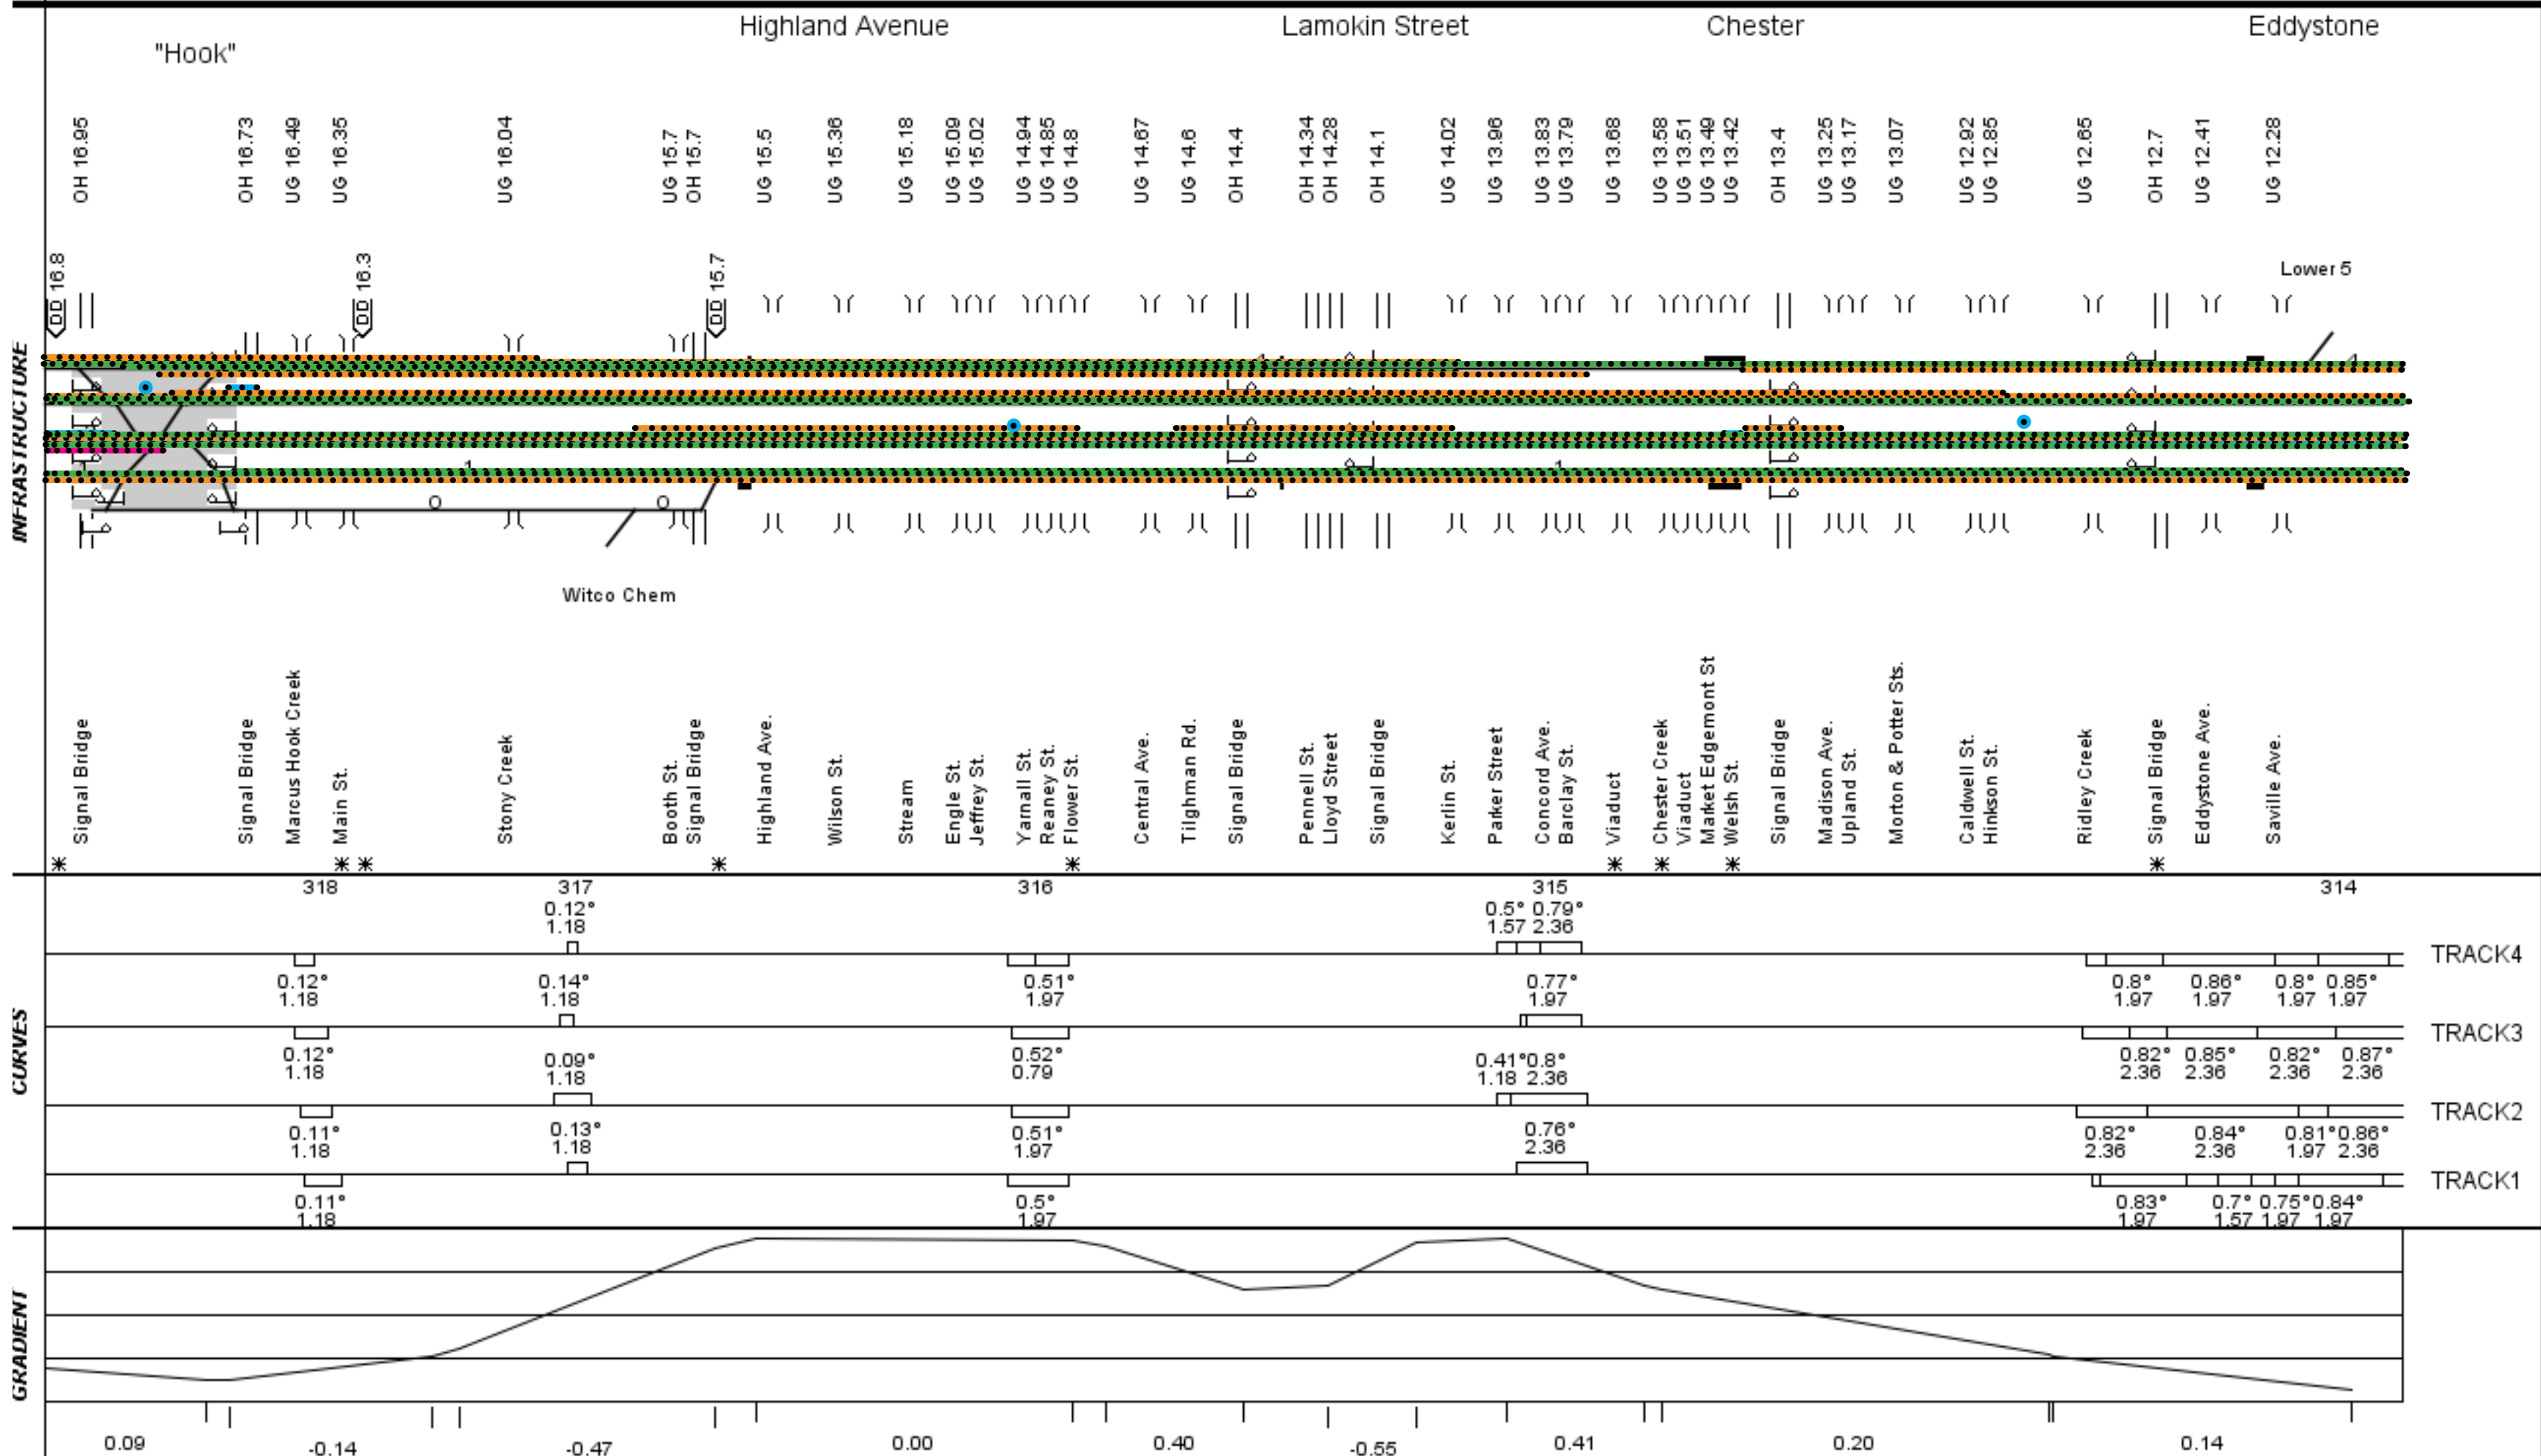 Highland Avenue
Lamokin Street
Chester
Eddystone
"Hook"
OH 16.95
OH 16.73
UG 16.49
UG 16.35
UG 16.04
UG 15.7
OH 15.7
UG 15.5
UG 15.36
UG 15.18
UG 15.09
UG 15.02
UG 14.94
UG 14.85
UG 14.8
UG 14.67
UG 14.6
OH 14.4
OH 14.34
OH 14.28
OH 14.1
UG 14.02
UG 13.96
UG 13.83
UG 13.79
UG 13.68
UG 13.58
UG 13.51
UG 13.49
UG 13.42
OH 13.4
UG 13.25
UG 13.17
UG 13.07
UG 12.92
UG 12.85
UG 12.65
OH 12.7
UG 12.41
UG 12.28
DD 16.8
DD 16.3
DD 15.7
Lower 5
INFRASTRUCTURE
Witco Chem
Signal Bridge
Signal Bridge
Marcus Hook Creek
Main St.
Stony Creek
Booth St.
Signal Bridge
Highland Ave.
Wilson St.
Stream
Engle St.
Jeffrey St.
Yarnall St.
Reaney St.
Flower St.
Central Ave.
Tilghman Rd.
Signal Bridge
Pennell St.
Lloyd Street
Signal Bridge
Kerlin St.
Parker Street
Concord Ave.
Barclay St.
Viaduct
Chester Creek
Viaduct
Market Edgemont St
Welsh St.
Signal Bridge
Madison Ave.
Upland St.
Morton & Potter Sts.
Caldwell St.
Hinkson St.
Ridley Creek
Signal Bridge
Eddystone Ave.
Saville Ave.
CURVES
318 317 316 315 314
0.12° 0.5° 0.79°
1.18 1.57 2.36
TRACK4
0.12° 0.14° 0.51° 0.77° 0.8° 0.86° 0.8° 0.85°
1.18 1.18 1.97 1.97 1.97 1.97 1.97 1.97
TRACK3
0.12° 0.09° 0.52° 0.41° 0.8° 0.82° 0.85° 0.82° 0.87°
1.18 1.18 0.79 1.18 2.36 2.36 2.36 2.36 2.36
TRACK2
0.11° 0.13° 0.51° 0.76° 0.82° 0.84° 0.81° 0.86°
1.18 1.18 1.97 2.36 2.36 2.36 1.97 2.36
TRACK1
0.11° 0.5° 0.83° 0.7° 0.75° 0.84°
1.18 1.97 1.97 1.57 1.97 1.97
GRADIENT
0.09 -0.14 -0.47 0.00 0.40 -0.55 0.41 0.20 0.14